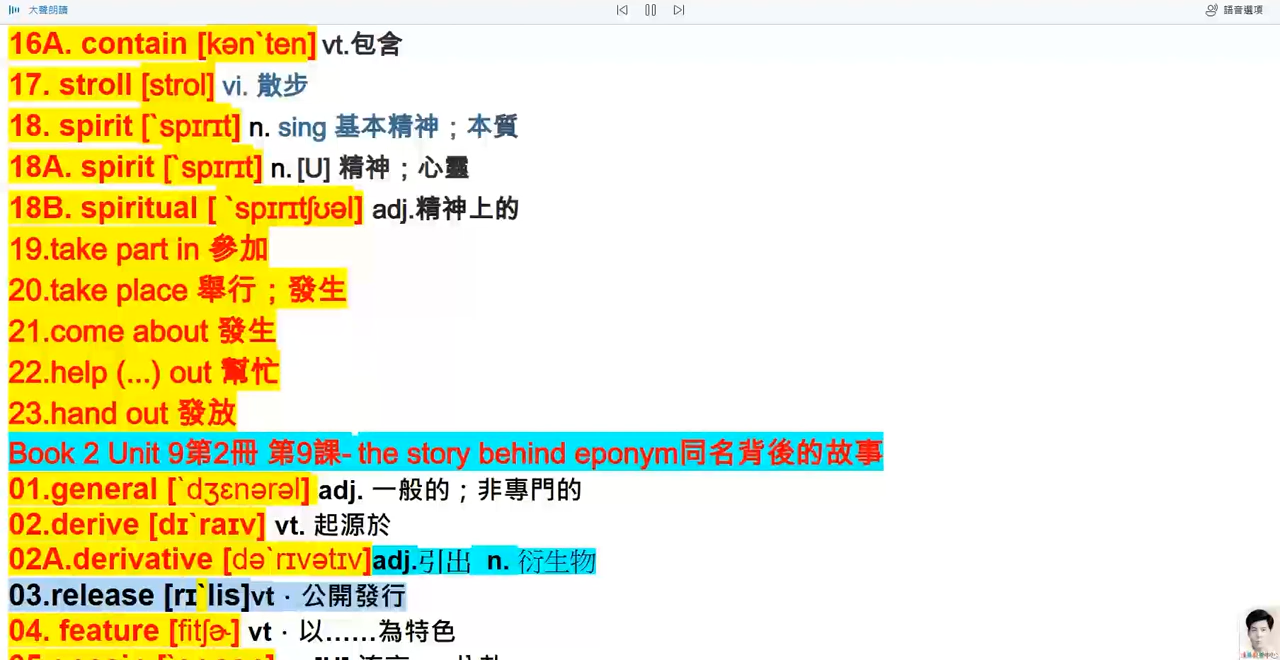 大聲朗讀
語音選項
16A. contain [kən`ten] vt.包含
17. stroll [strol] vi. 散步
18. spirit [`spɪrɪt] n. sing 基本精神；本質
18A. spirit [`spɪrɪt] n. [U] 精神；心靈
18B. spiritual [ `spɪrɪtʃʊəl] adj.精神上的
19.take part in 參加
20.take place 舉行；發生
21.come about 發生
22.help (...) out 幫忙
23.hand out 發放
Book 2 Unit 9第2冊 第9課- the story behind eponym同名背後的故事
01.general [`dʒɛnərəl] adj. 一般的；非專門的
02.derive [dɪ`raɪv] vt. 起源於
02A.derivative [də`rɪvətɪv]adj.引出 n. 衍生物
03.release [rɪ`lis]vt．公開發行
04. feature [fitʃɚ] vt．以……為特色